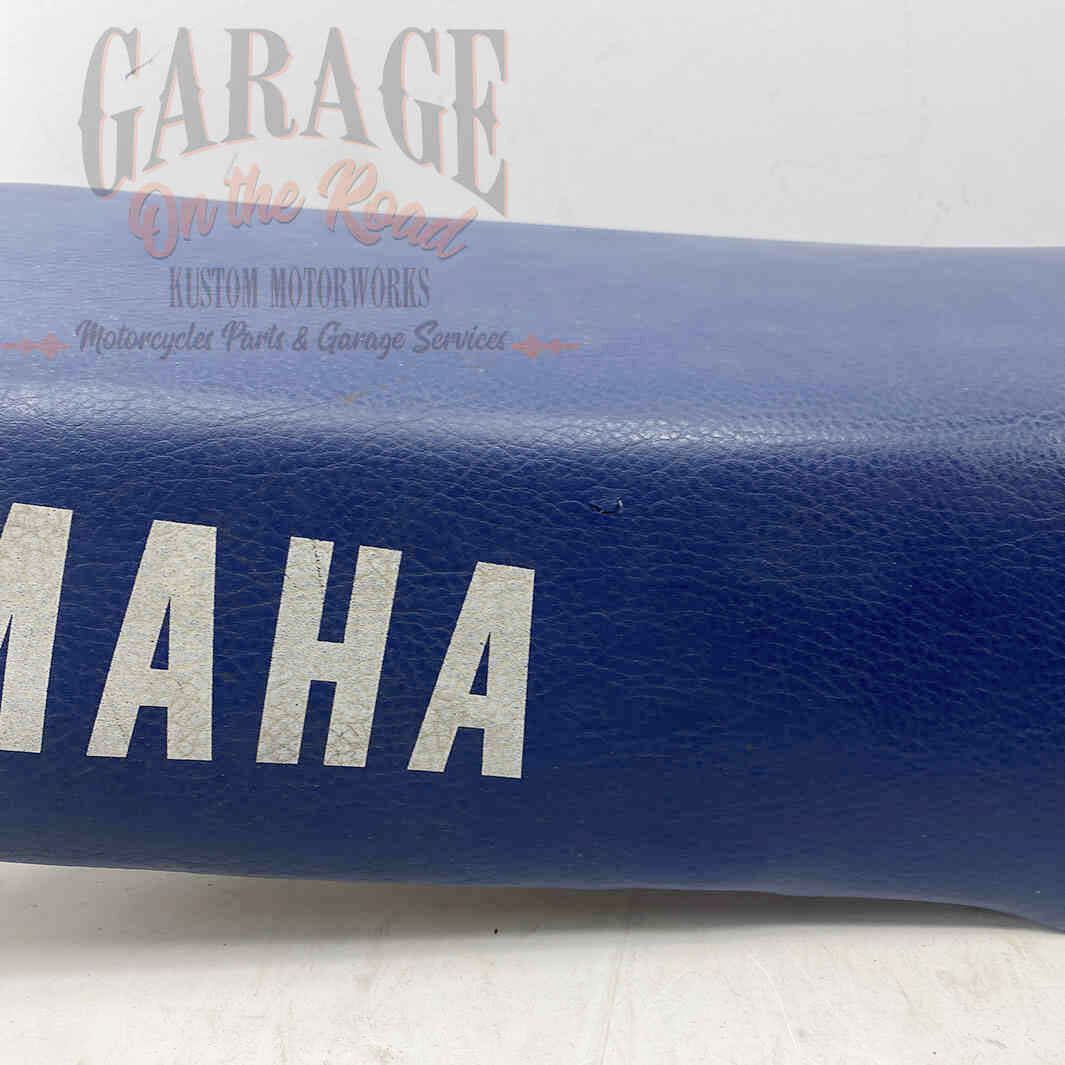 GARAGE
On the Road
KUSTOM MOTORWORKS
Motorcycles Parts & Garage Services
MAHA